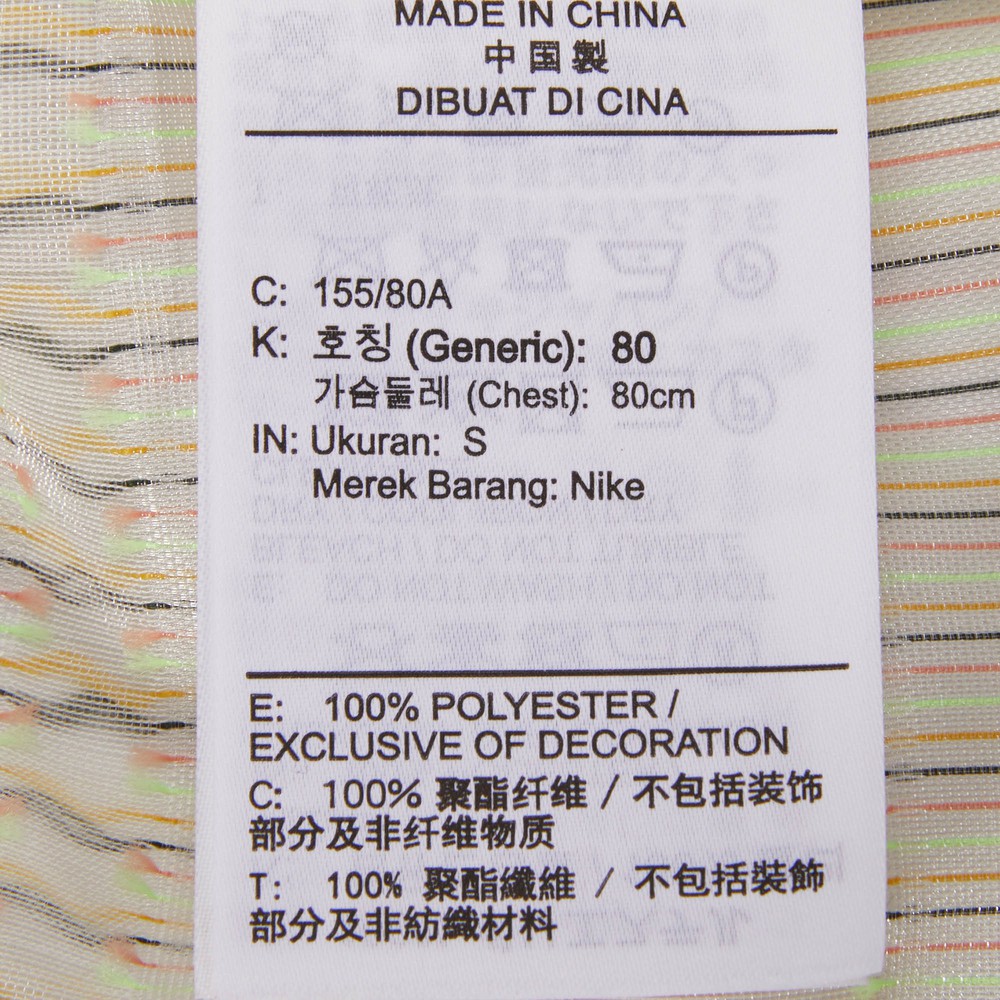 MADE IN CHINA
中国製
DIBUAT DI CINA
C: 155/80A
K: 호칭 (Generic): 80
가슴둘레 (Chest): 80cm
IN: Ukuran: S
Merek Barang: Nike
E: 100% POLYESTER /
EXCLUSIVE OF DECORATION
C: 100% 聚酯纤维 / 不包括装饰
部分及非纤维物质
T: 100% 聚酯纖維 / 不包括裝飾
部分及非紡織材料